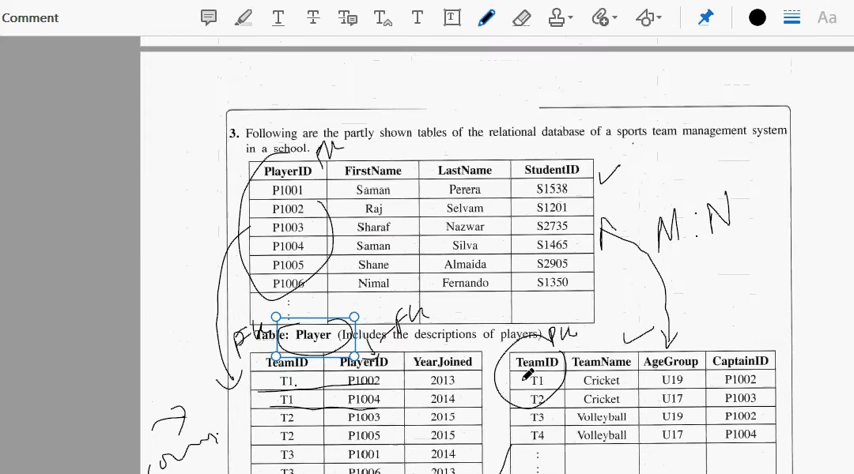 Comment
Aa
3. Following are the partly shown tables of the relational database of a sports team management system
in a school.
PlayerID FirstName LastName StudentID
P1001 Saman Perera S1538
P1002 Raj Selvam S1201
P1003 Sharaf Nazwar S2735
P1004 Saman Silva S1465
P1005 Shane Almaida S2905
P1006 Nimal Fernando S1350
M:N
Table: Player (Includes the descriptions of players)
TeamID PlayerID YearJoined
T1 P1002 2013
T1 P1004 2014
T2 P1003 2015
T2 P1005 2015
T3 P1001 2014
T3 P1006 2013
TeamID TeamName AgeGroup CaptainID
T1 Cricket U19 P1002
T2 Cricket U17 P1003
T3 Volleyball U19 P1002
T4 Volleyball U17 P1004